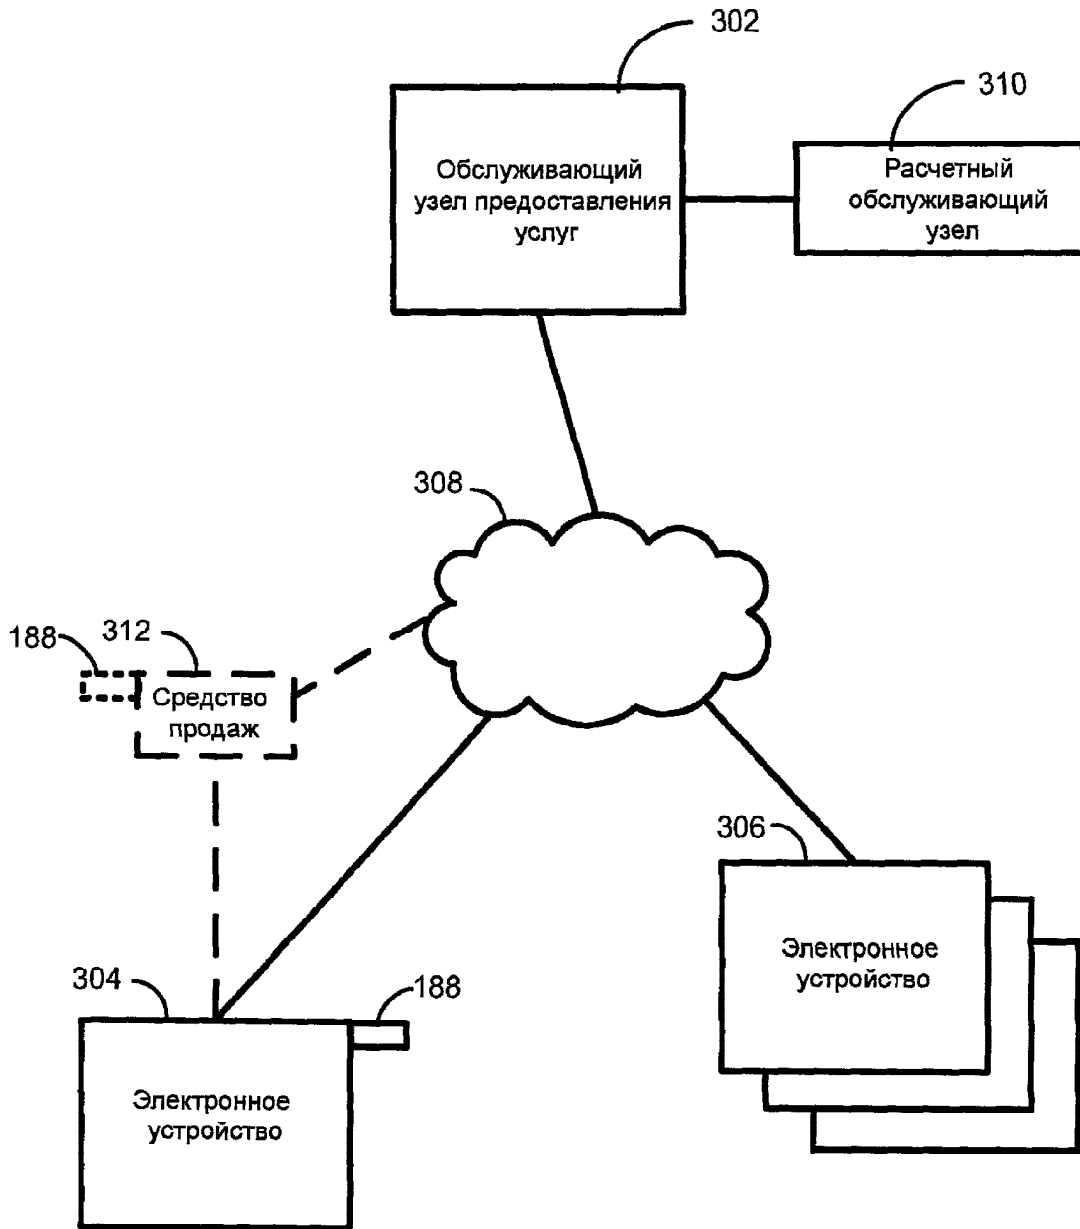 302
310
Обслуживающий
узел предоставления
услуг
Расчетный
обслуживающий
узел
308
188
312
Средство
продаж
306
Электронное
устройство
304
188
Электронное
устройство